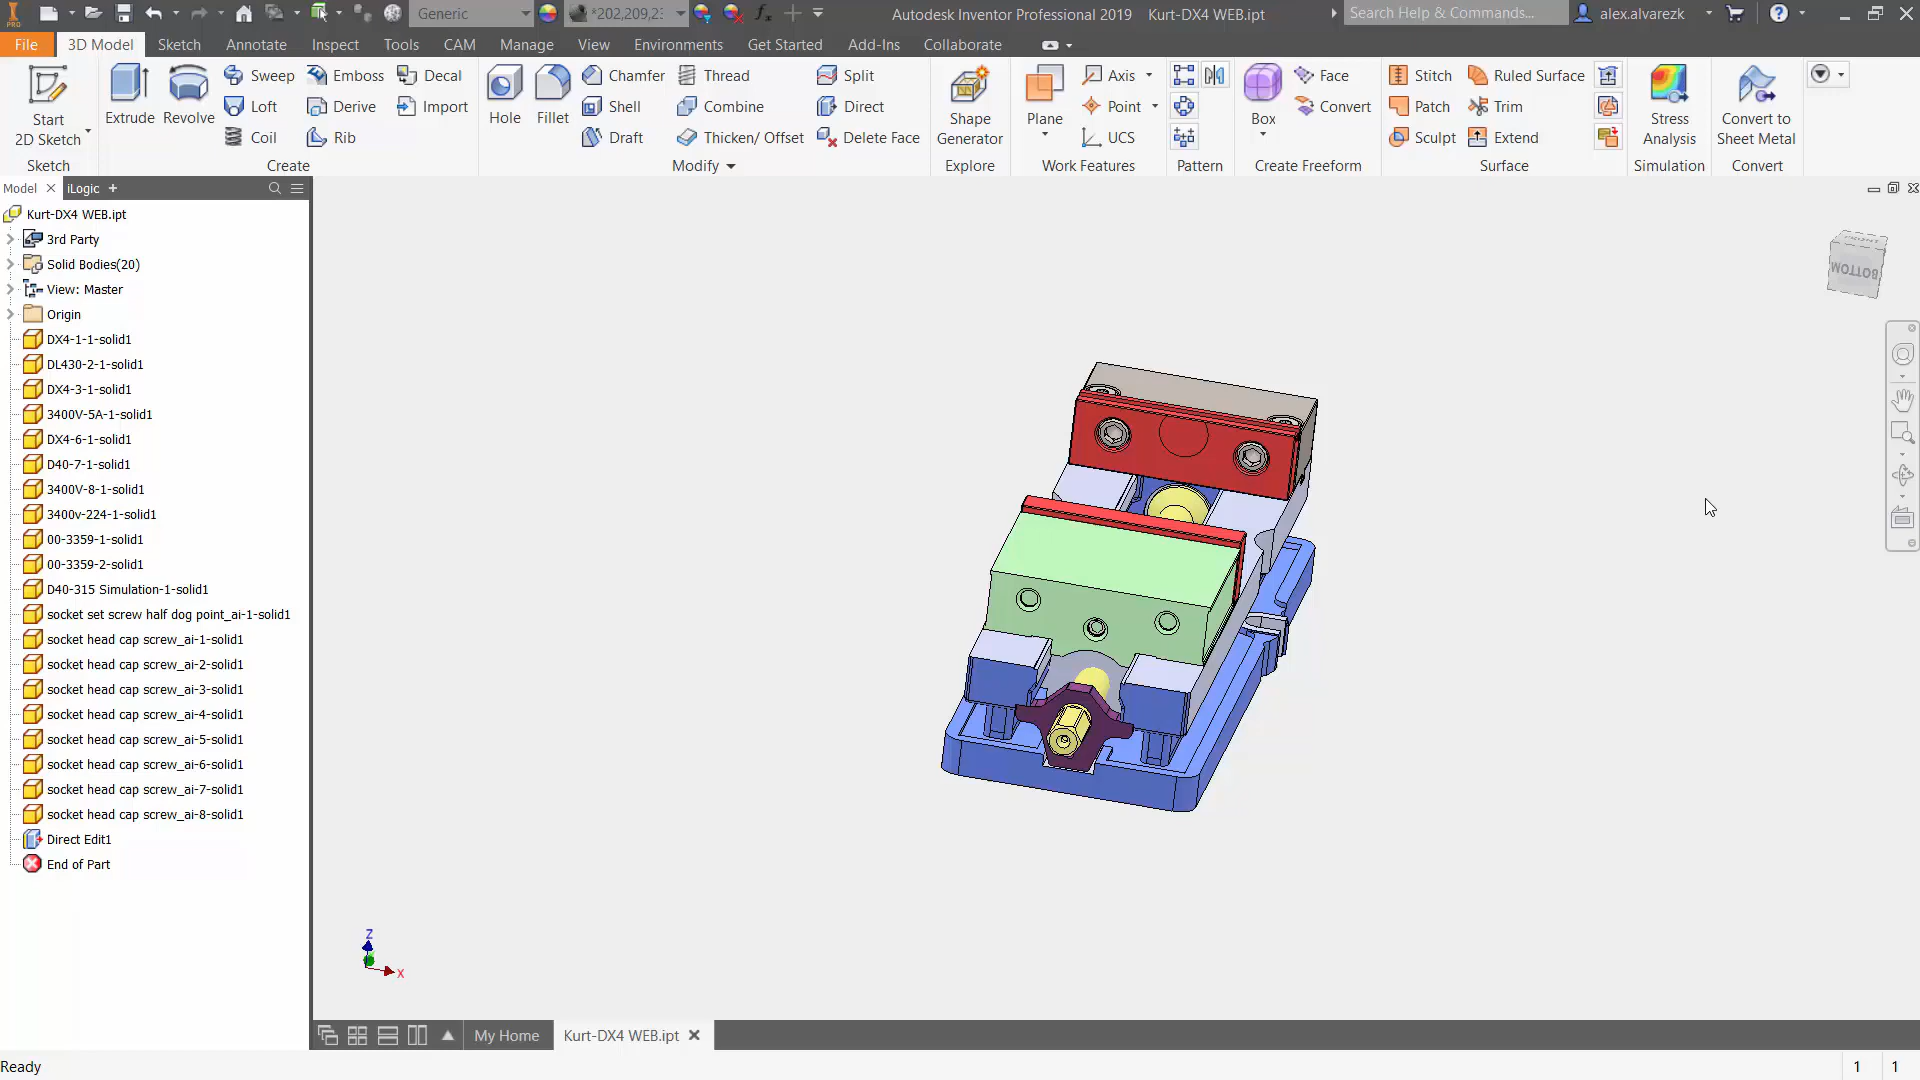 PRO
Generic
*202,209,23
Autodesk Inventor Professional 2019 Kurt-DX4 WEB.ipt
Search Help & Commands...
alex.alvarezk
File
3D Model
Sketch
Annotate
Inspect
Tools
CAM
Manage
View
Environments
Get Started
Add-Ins
Collaborate
Start
2D Sketch
Sketch
Extrude
Revolve
Sweep
Loft
Coil
Emboss
Derive
Rib
Decal
Import
Create
Hole
Fillet
Chamfer
Shell
Draft
Thread
Combine
Thicken/ Offset
Split
Direct
Delete Face
Modify
Shape
Generator
Explore
Plane
Axis
Point
UCS
Work Features
Pattern
Box
Face
Convert
Create Freeform
Stitch
Patch
Sculpt
Ruled Surface
Trim
Extend
Surface
Stress
Analysis
Simulation
Convert to
Sheet Metal
Convert
Model
iLogic
Kurt-DX4 WEB.ipt
3rd Party
Solid Bodies(20)
View: Master
Origin
DX4-1-1-solid1
DL430-2-1-solid1
DX4-3-1-solid1
3400V-5A-1-solid1
DX4-6-1-solid1
D40-7-1-solid1
3400V-8-1-solid1
3400v-224-1-solid1
00-3359-1-solid1
00-3359-2-solid1
D40-315 Simulation-1-solid1
socket set screw half dog point_ai-1-solid1
socket head cap screw_ai-1-solid1
socket head cap screw_ai-2-solid1
socket head cap screw_ai-3-solid1
socket head cap screw_ai-4-solid1
socket head cap screw_ai-5-solid1
socket head cap screw_ai-6-solid1
socket head cap screw_ai-7-solid1
socket head cap screw_ai-8-solid1
Direct Edit1
End of Part
FRONT
BOTTOM
Z
X
My Home
Kurt-DX4 WEB.ipt
Ready
1
1